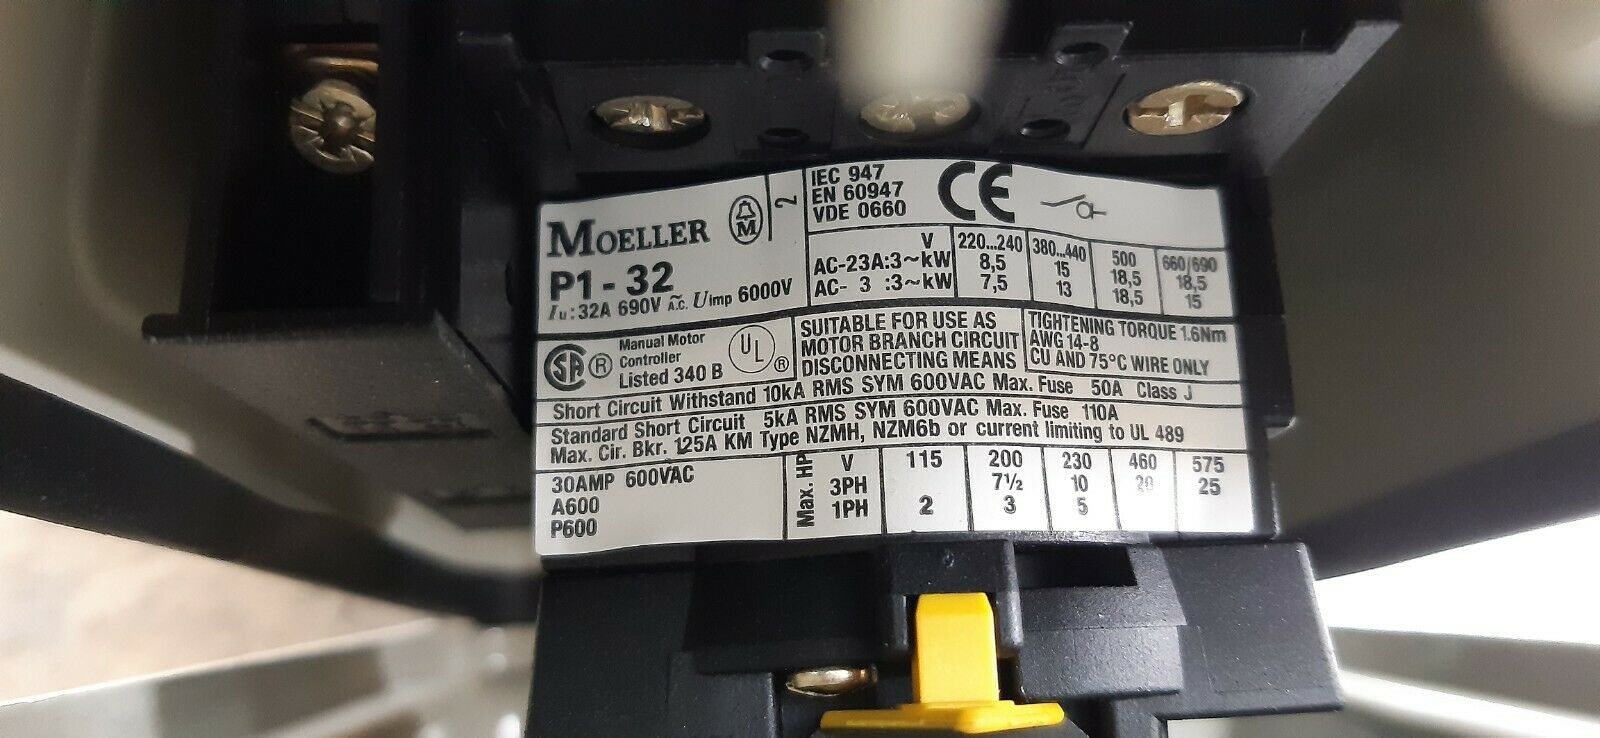 MOELLER M 2
P1-32
Iu: 32A 690V A.C. Uimp 6000V
IEC 947
EN 60947
VDE 0660
CE
V 220...240 380...440 500 660/690
AC-23A:3~kW 8,5 15 18,5 18,5
AC- 3 :3~kW 7,5 13 18,5 15
SA ® Manual Motor
Controller
Listed 340 B
UL ®
SUITABLE FOR USE AS
MOTOR BRANCH CIRCUIT
DISCONNECTING MEANS
TIGHTENING TORQUE 1.6Nm
AWG 14-8
CU AND 75°C WIRE ONLY
Short Circuit Withstand 10kA RMS SYM 600VAC Max. Fuse 50A Class J
Standard Short Circuit 5kA RMS SYM 600VAC Max. Fuse 110A
Max. Cir. Bkr. 125A KM Type NZMH, NZM6b or current limiting to UL 489
30AMP 600VAC
A600
P600
Max. HP
V 115 200 230 460 575
3PH 7½ 10 20 25
1PH 2 3 5